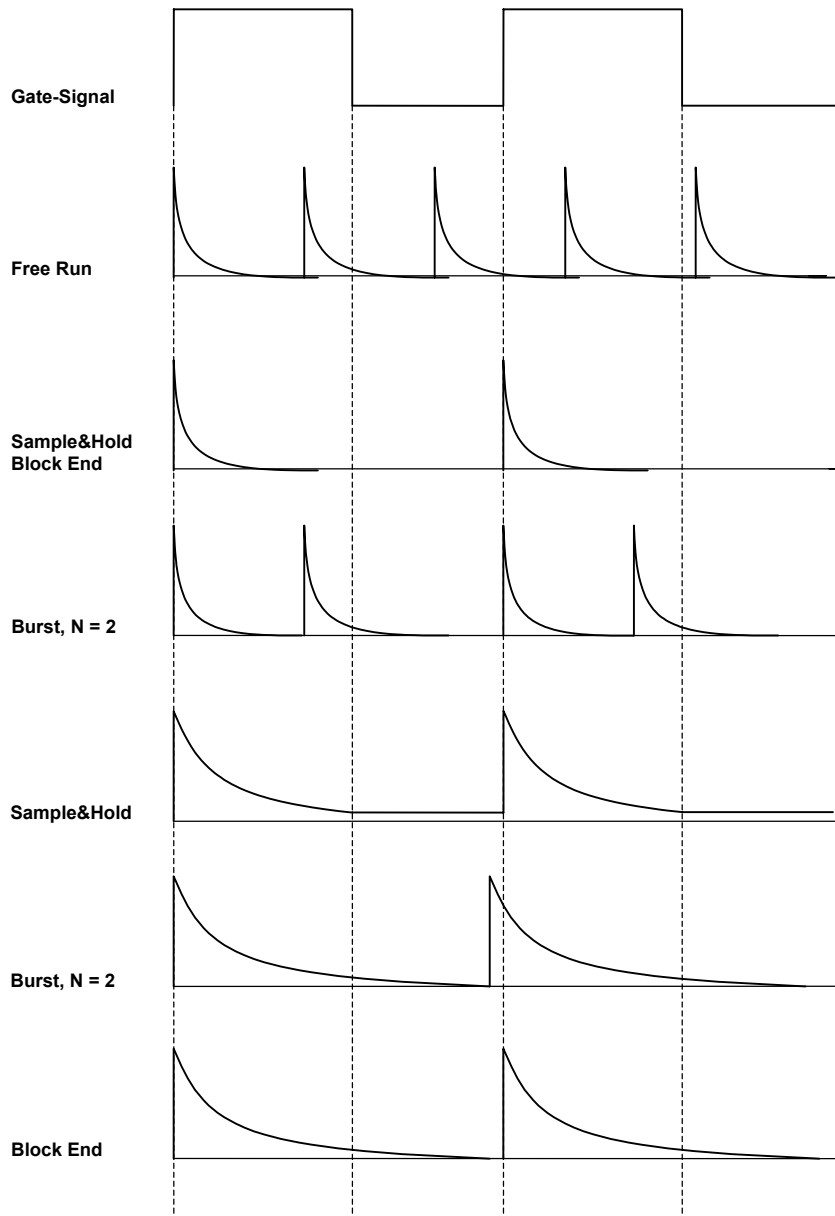 Gate-Signal
Free Run
Sample&Hold
Block End
Burst, N = 2
Sample&Hold
Burst, N = 2
Block End